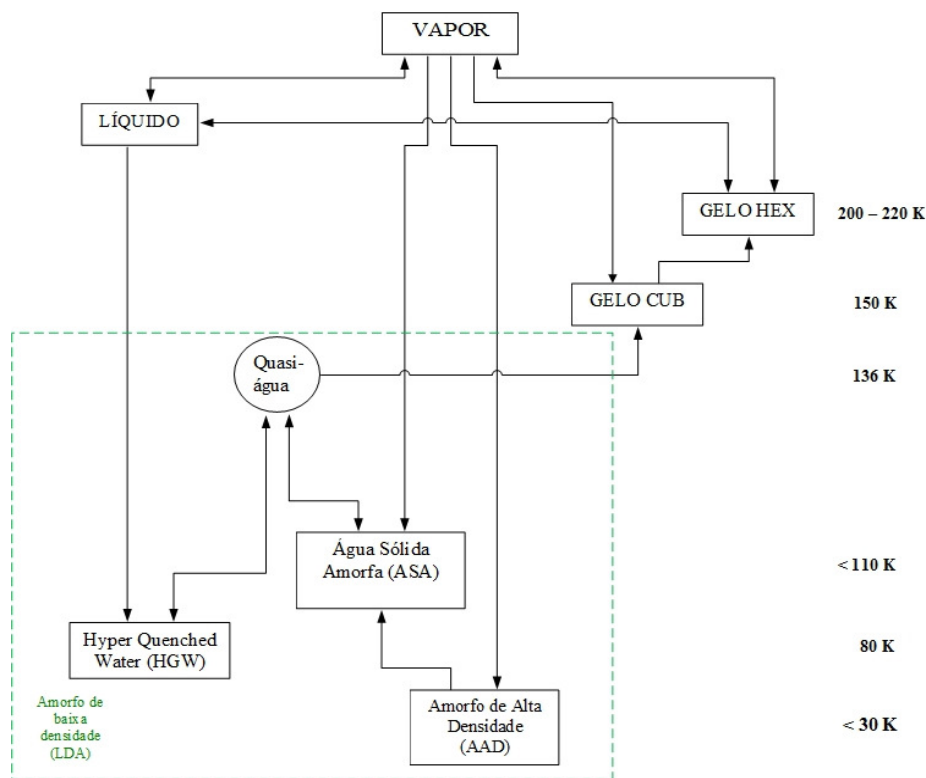 VAPOR
LÍQUIDO
GELO HEX
200 – 220 K
GELO CUB
150 K
Quasi-
água
136 K
Água Sólida
Amorfa (ASA)
< 110 K
Hyper Quenched
Water (HGW)
80 K
Amorfo de
baixa
densidade
(LDA)
Amorfo de Alta
Densidade
(AAD)
< 30 K